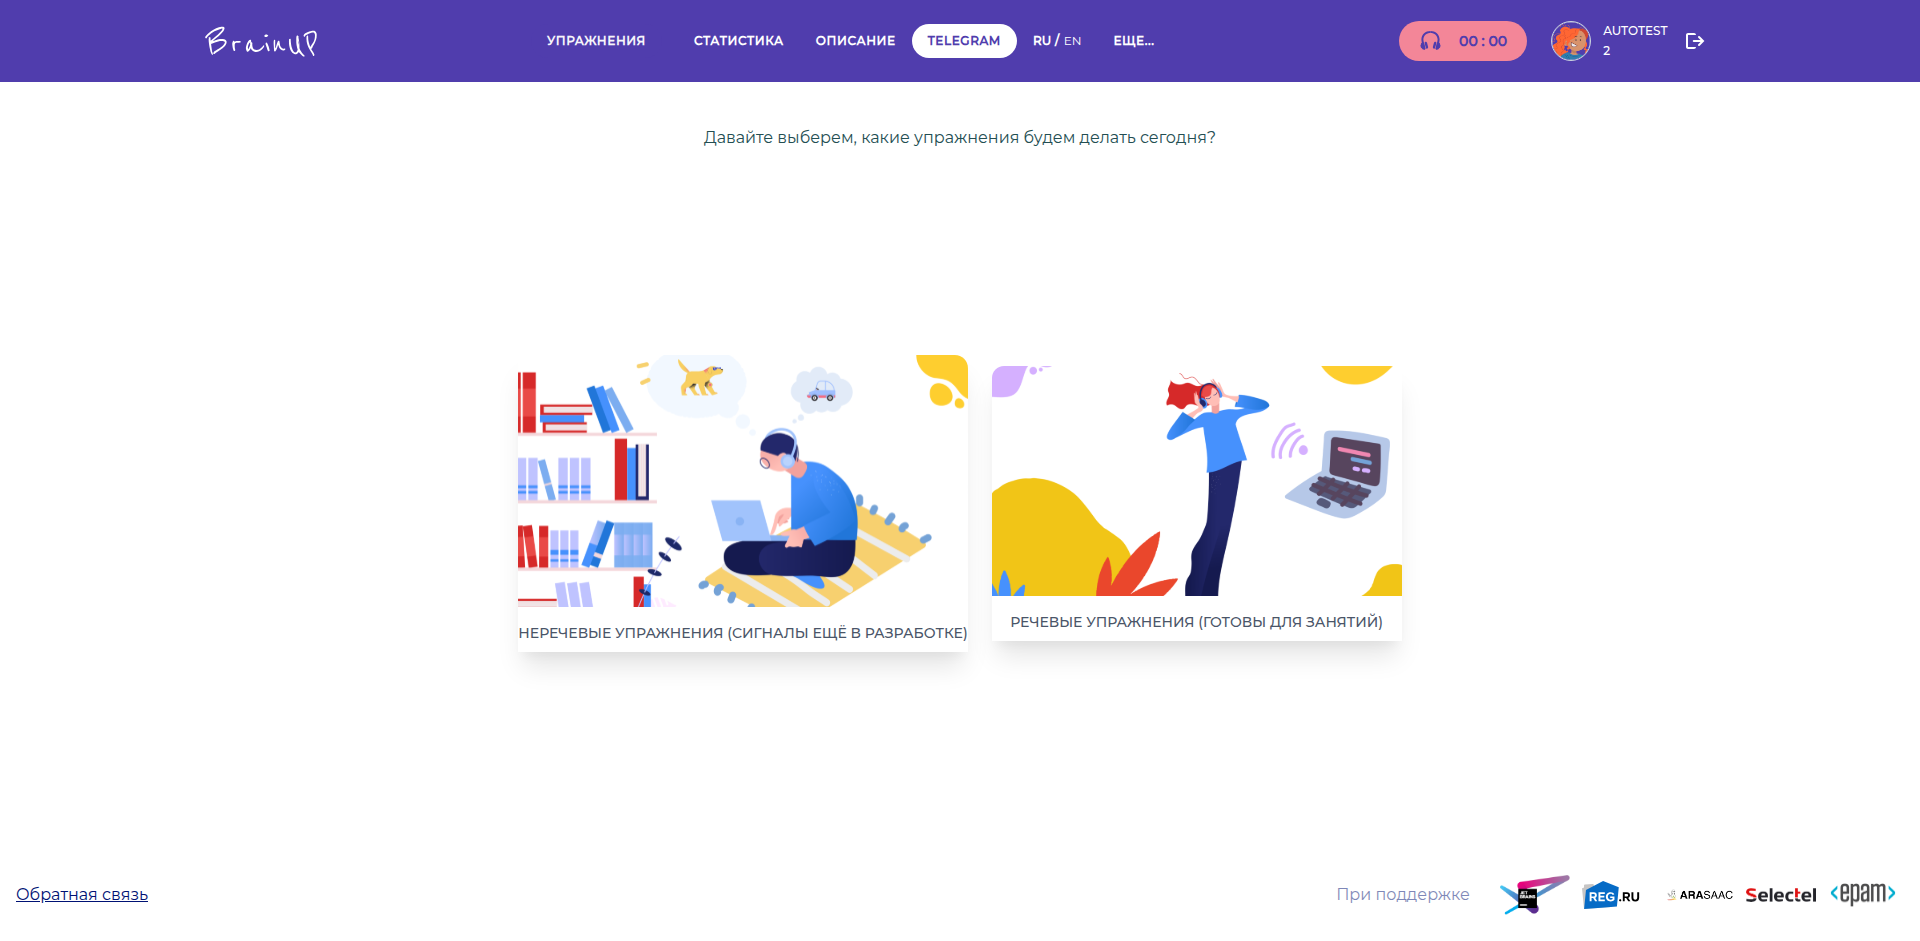 BrainUP
УПРАЖНЕНИЯ СТАТИСТИКА ОПИСАНИЕ TELEGRAM RU / EN ЕЩЕ... 00 : 00 AUTOTEST 2
Давайте выберем, какие упражнения будем делать сегодня?
НЕРЕЧЕВЫЕ УПРАЖНЕНИЯ (СИГНАЛЫ ЕЩЁ В РАЗРАБОТКЕ)
РЕЧЕВЫЕ УПРАЖНЕНИЯ (ГОТОВЫ ДЛЯ ЗАНЯТИЙ)
Обратная связь При поддержке JET BRAINS REG.RU ARASAAC Selectel <epam>